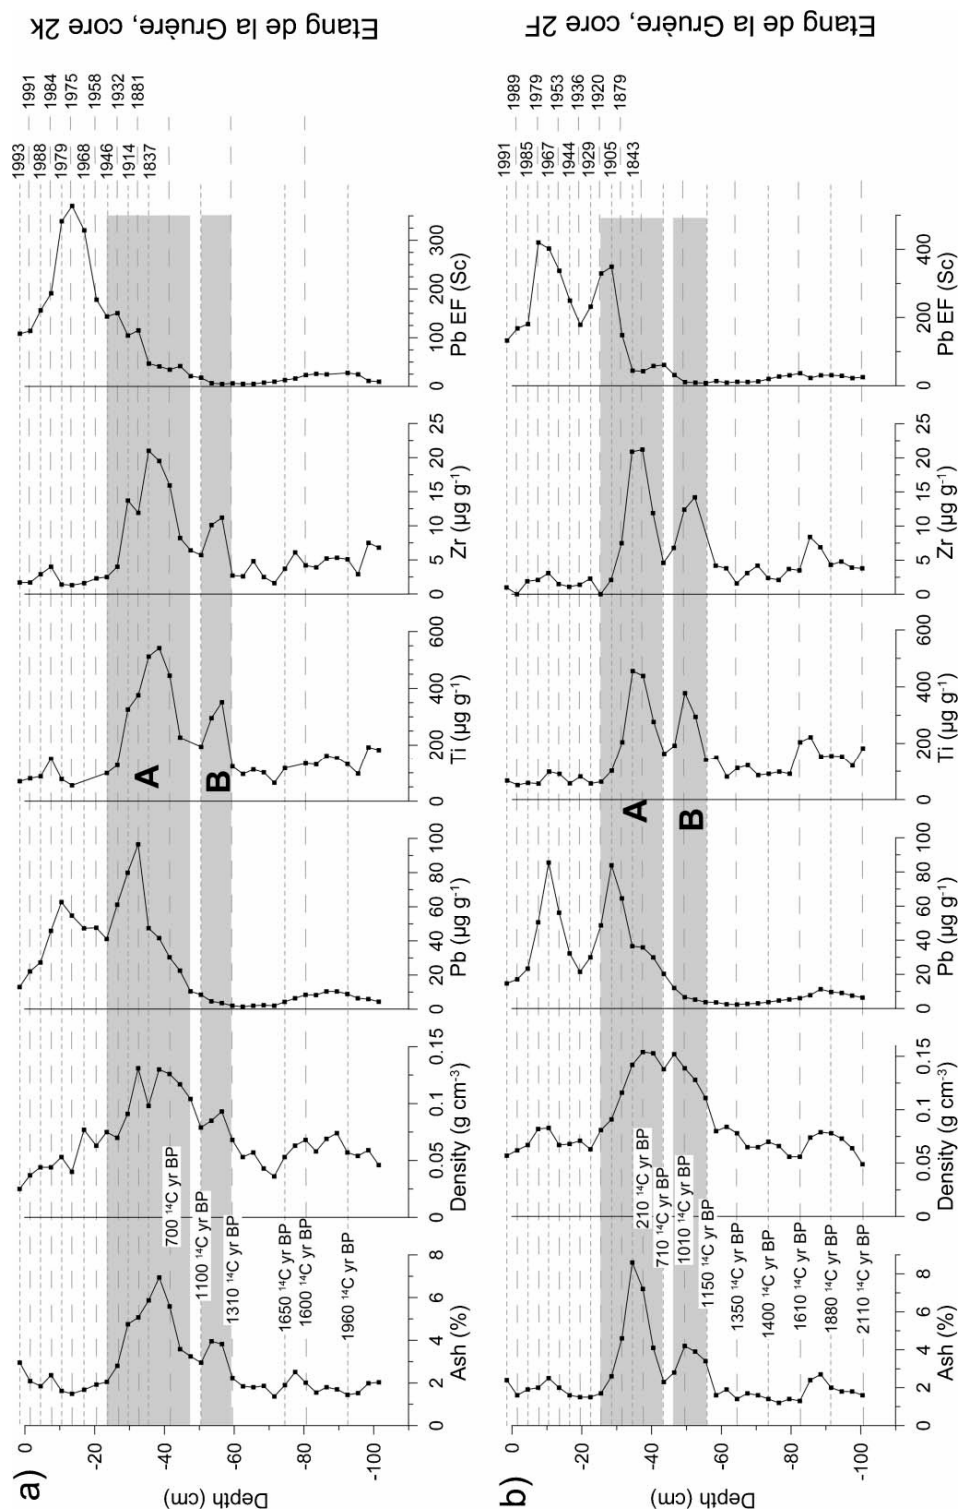 a)
Etang de la Gruère, core 2k
1993
1991
1988
1984
1979
1975
1968
1958
1946
1932
1914
1881
1837
0
-20
-40
-60
-80
-100
Depth (cm)
0 2 4 6 8
Ash (%)
700 ¹⁴C yr BP
1100 ¹⁴C yr BP
1310 ¹⁴C yr BP
1650 ¹⁴C yr BP
1600 ¹⁴C yr BP
1960 ¹⁴C yr BP
0 0.05 0.1 0.15
Density (g cm⁻³)
0 20 40 60 80 100
Pb (µg g⁻¹)
A
B
0 200 400 600
Ti (µg g⁻¹)
0 5 10 15 20 25
Zr (µg g⁻¹)
0 100 200 300
Pb EF (Sc)
b)
Etang de la Gruère, core 2F
1991
1989
1985
1979
1967
1953
1944
1936
1929
1920
1905
1879
1843
0
-20
-40
-60
-80
-100
Depth (cm)
0 2 4 6 8
Ash (%)
210 ¹⁴C yr BP
710 ¹⁴C yr BP
1010 ¹⁴C yr BP
1150 ¹⁴C yr BP
1350 ¹⁴C yr BP
1400 ¹⁴C yr BP
1610 ¹⁴C yr BP
1880 ¹⁴C yr BP
2110 ¹⁴C yr BP
0 0.05 0.1 0.15
Density (g cm⁻³)
0 20 40 60 80 100
Pb (µg g⁻¹)
A
B
0 200 400 600
Ti (µg g⁻¹)
0 5 10 15 20 25
Zr (µg g⁻¹)
0 200 400
Pb EF (Sc)